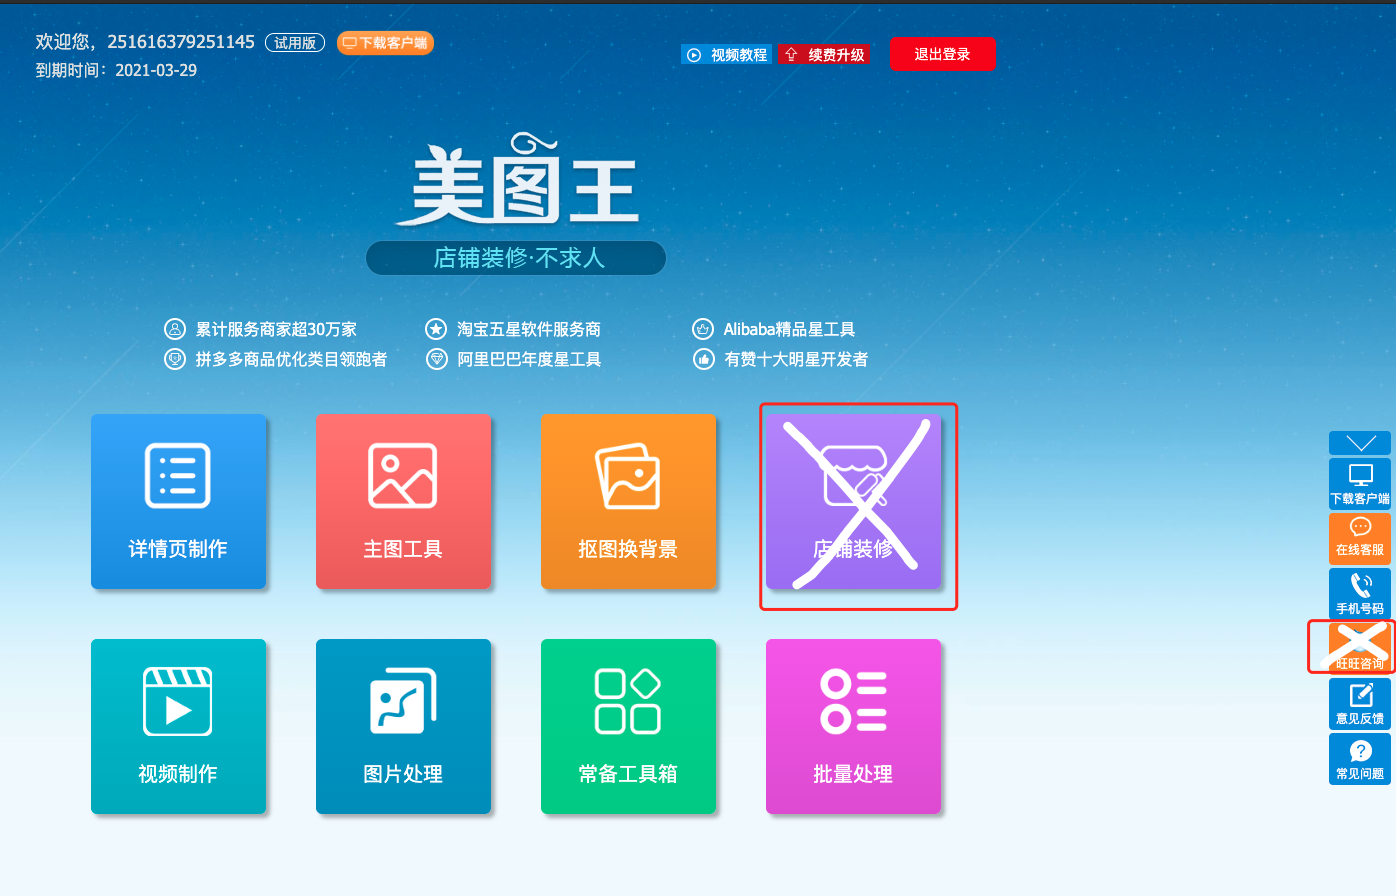 欢迎您，251616379251145 试用版 下载客户端
到期时间：2021-03-29
视频教程 续费升级 退出登录
美图王
店铺装修·不求人
累计服务商家超30万家 淘宝五星软件服务商 Alibaba精品星工具
拼多多商品优化类目领跑者 阿里巴巴年度星工具 有赞十大明星开发者
详情页制作 主图工具 抠图换背景 店铺装修
视频制作 图片处理 常备工具箱 批量处理
下载客户端
在线客服
手机号码
旺旺咨询
意见反馈
常见问题